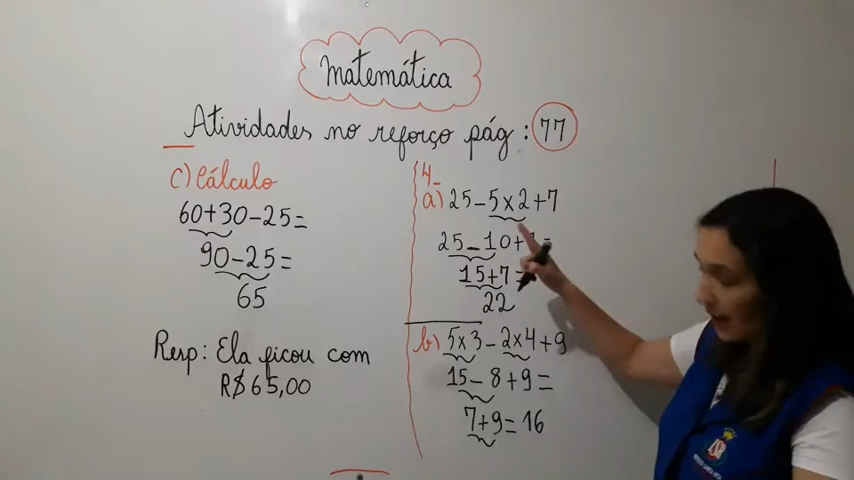 Matemática
Atividades no reforço pág: 77
c) Cálculo
60+30-25=
90-25=
65
Resp: Ela ficou com
R$65,00
4-
a) 25-5x2+7
25-10+ =
15+7=
22
b) 5x3-2x4+9
15-8+9=
7+9=16